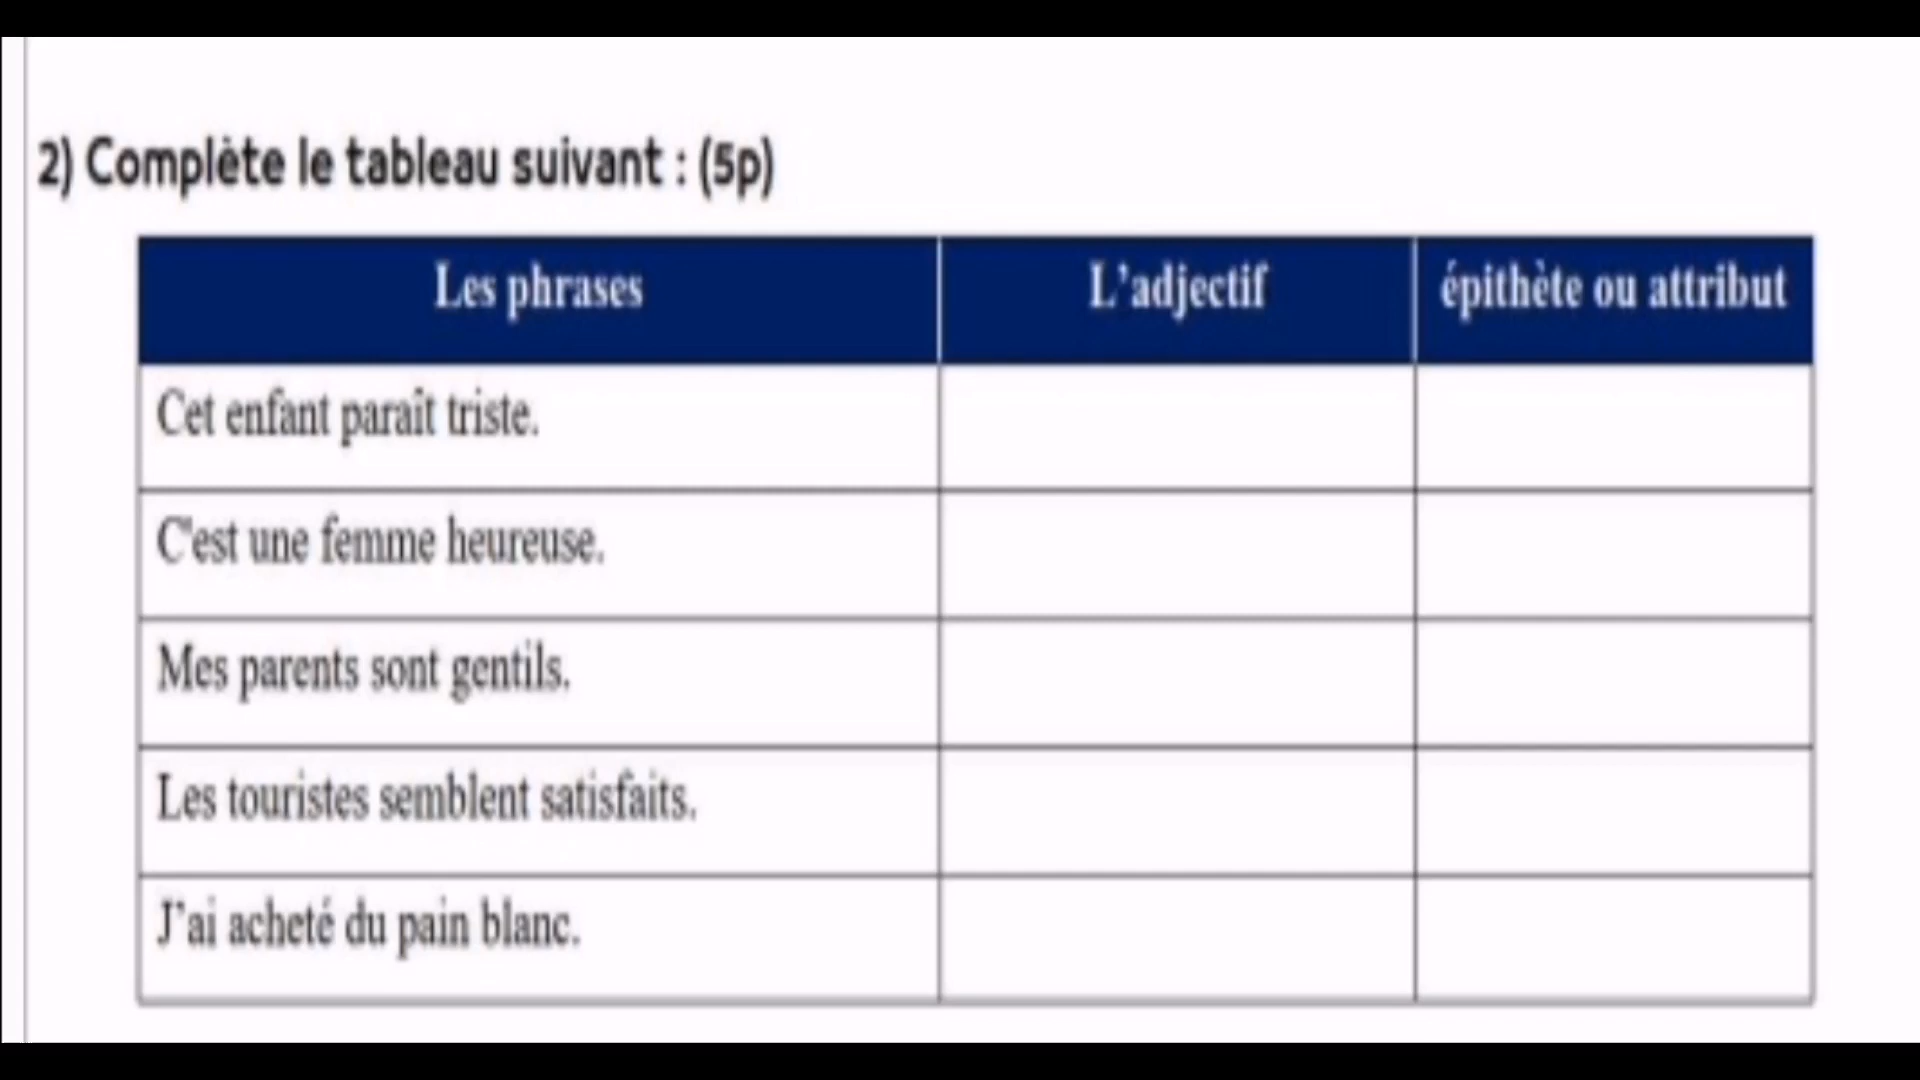 2) Complète le tableau suivant : (5p)
Les phrases L’adjectif épithète ou attribut
Cet enfant paraît triste.
C'est une femme heureuse.
Mes parents sont gentils.
Les touristes semblent satisfaits.
J’ai acheté du pain blanc.